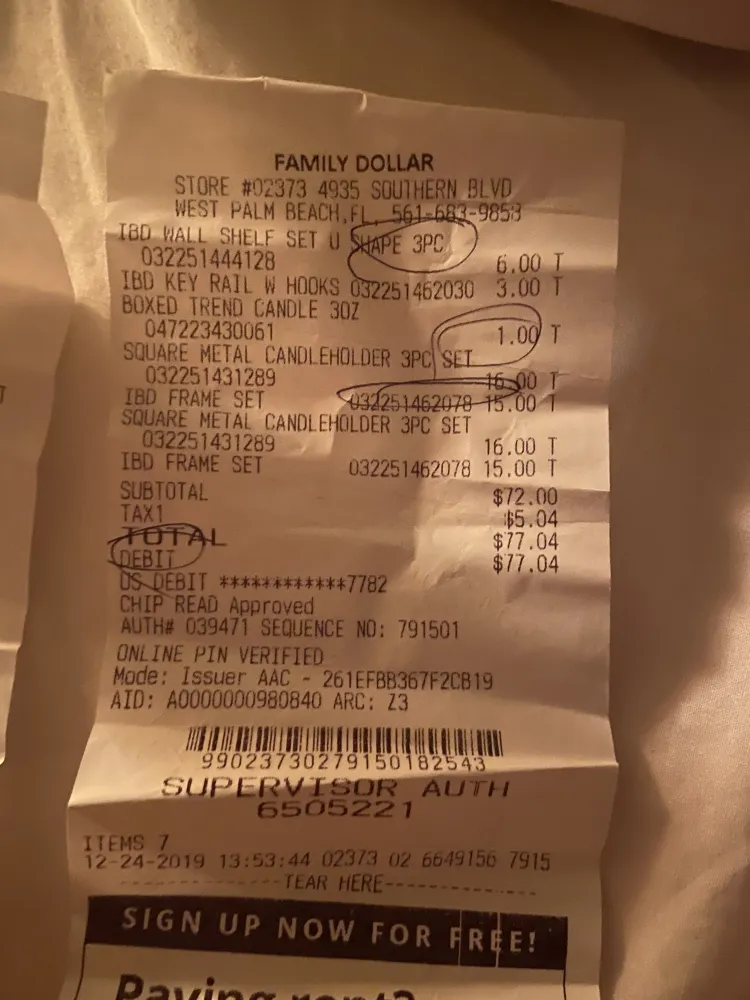 FAMILY DOLLAR
STORE #02373 4935 SOUTHERN BLVD
WEST PALM BEACH,FL, 561-683-9853
IBD WALL SHELF SET U SHAPE 3PC
032251444128 6.00 T
IBD KEY RAIL W HOOKS 032251462030 3.00 T
BOXED TREND CANDLE 3OZ
047223430061 1.00 T
SQUARE METAL CANDLEHOLDER 3PC SET
032251431289 16.00 T
IBD FRAME SET 032251462078 15.00 T
SQUARE METAL CANDLEHOLDER 3PC SET
032251431289 16.00 T
IBD FRAME SET 032251462078 15.00 T
SUBTOTAL $72.00
TAX1 $5.04
TOTAL $77.04
DEBIT $77.04
US DEBIT ************7782
CHIP READ Approved
AUTH# 039471 SEQUENCE NO: 791501
ONLINE PIN VERIFIED
Mode: Issuer AAC - 261EFBB367F2CB19
AID: A0000000980840 ARC: Z3
99023730279150182543
SUPERVISOR AUTH
6505221
ITEMS 7
12-24-2019 13:53:44 02373 02 6649156 7915
-------------TEAR HERE-------------
SIGN UP NOW FOR FREE!
Paying rent?